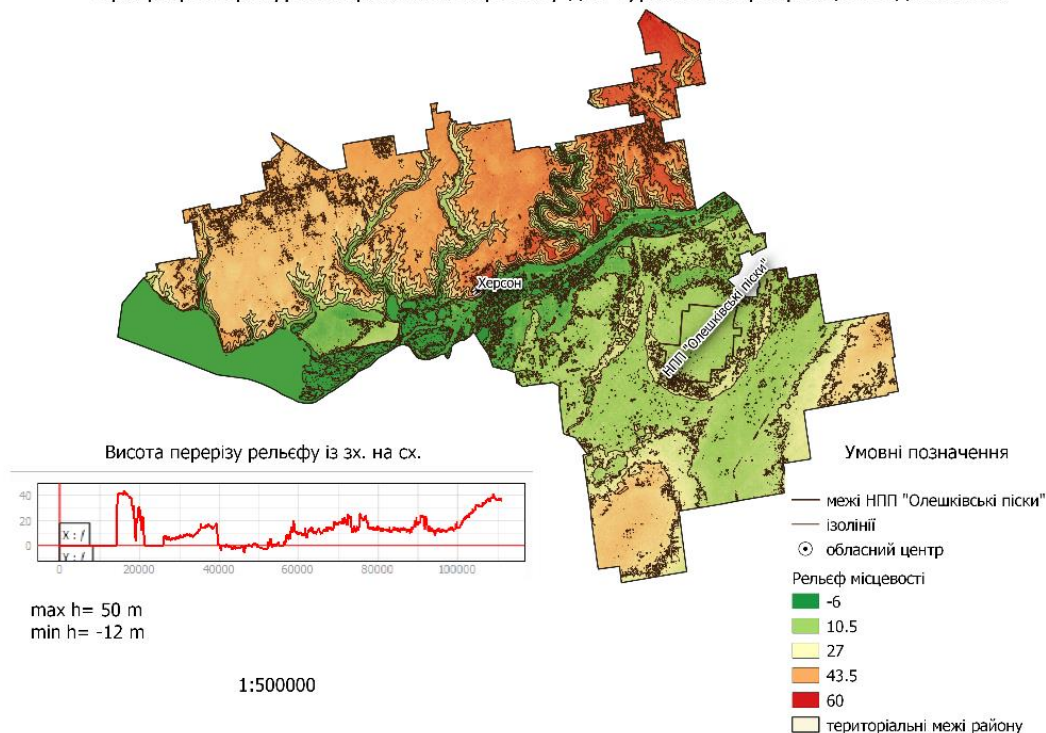 Херсон
НПП "Олешківські піски"
Висота перерізу рельєфу із зх. на сх.
40
20
0
X : /
Y : /
0
20000
40000
60000
80000
100000
max h= 50 m
min h= -12 m
1:500000
Умовні позначення
межі НПП "Олешківські піски"
ізолінії
обласний центр
Рельєф місцевості
-6
10.5
27
43.5
60
територіальні межі району